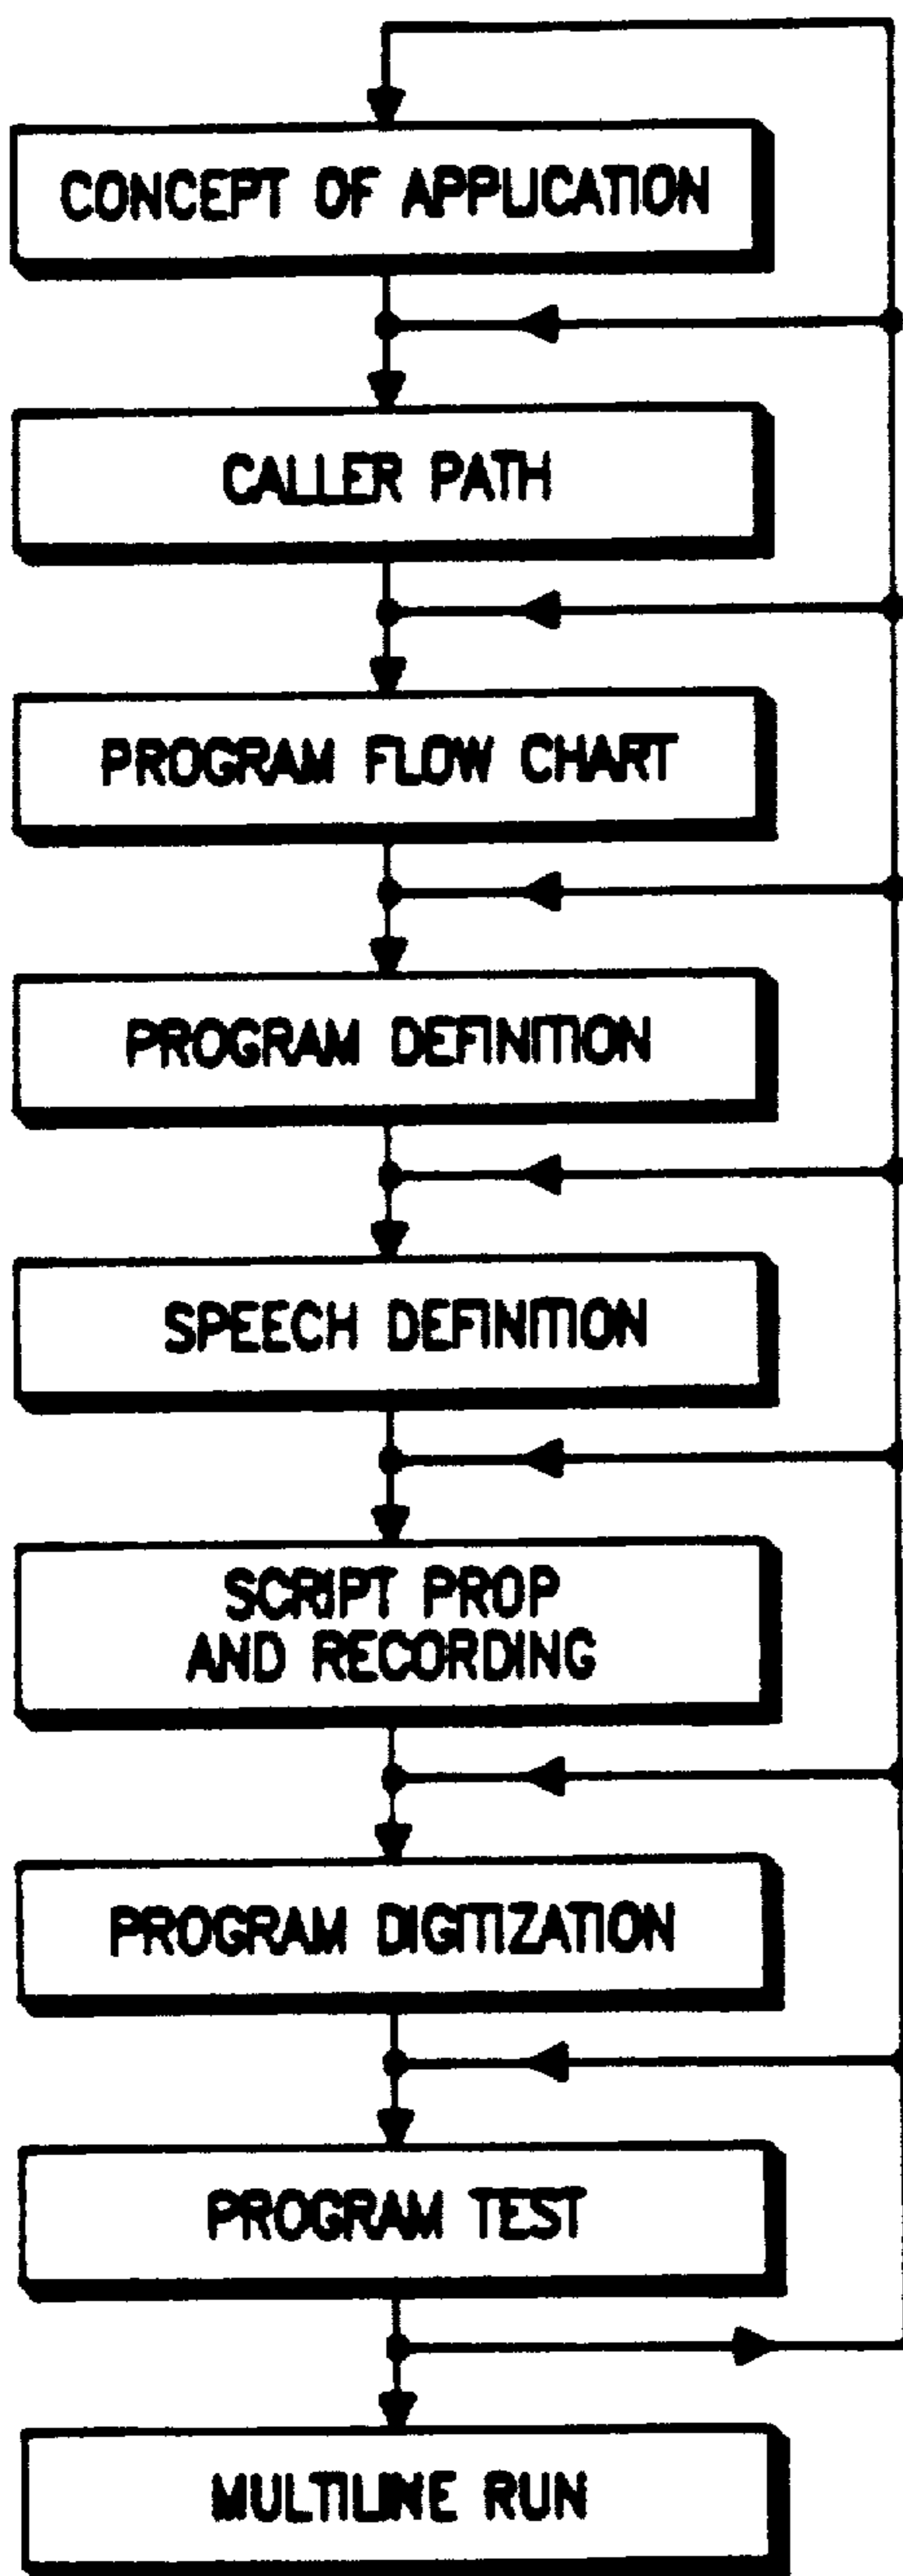 CONCEPT OF APPLICATION
CALLER PATH
PROGRAM FLOW CHART
PROGRAM DEFINITION
SPEECH DEFINITION
SCRIPT PROP
AND RECORDING
PROGRAM DIGITIZATION
PROGRAM TEST
MULTILINE RUN